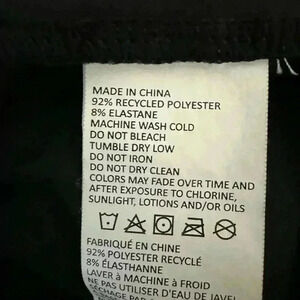 MADE IN CHINA
92% RECYCLED POLYESTER
8% ELASTANE
MACHINE WASH COLD
DO NOT BLEACH
TUMBLE DRY LOW
DO NOT IRON
DO NOT DRY CLEAN
COLORS MAY FADE OVER TIME AND
AFTER EXPOSURE TO CHLORINE,
SUNLIGHT, LOTIONS AND/OR OILS
FABRIQUÉ EN CHINE
92% POLYESTER RECYCLÉ
8% ÉLASTHANNE
LAVER à MACHINE à FROID
NE PAS UTILISER D'EAU DE JAVEL